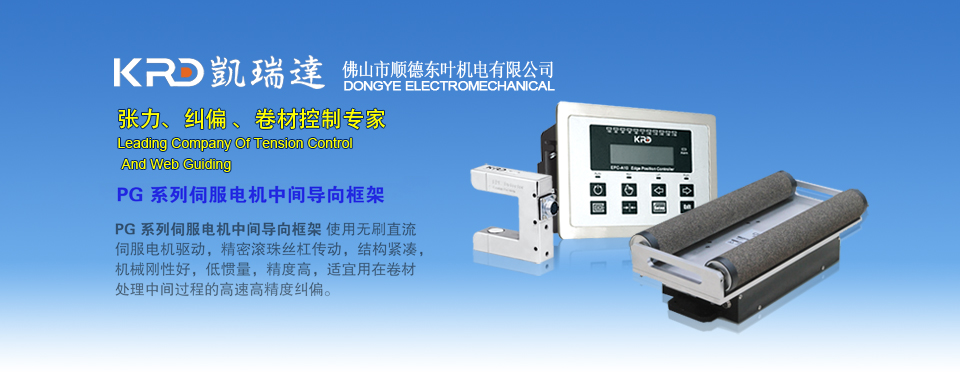 KRD 凱瑞達 佛山市顺德东叶机电有限公司
DONGYE ELECTROMECHANICAL
张力、纠偏 、卷材控制专家
Leading Company Of Tension Control
And Web Guiding
PG 系列伺服电机中间导向框架
PG 系列伺服电机中间导向框架 使用无刷直流
伺服电机驱动，精密滚珠丝杠传动，结构紧凑，
机械刚性好，低惯量，精度高，适宜用在卷材
处理中间过程的高速高精度纠偏。
KRD
KRD
EPC-A10 Edge Position Controller